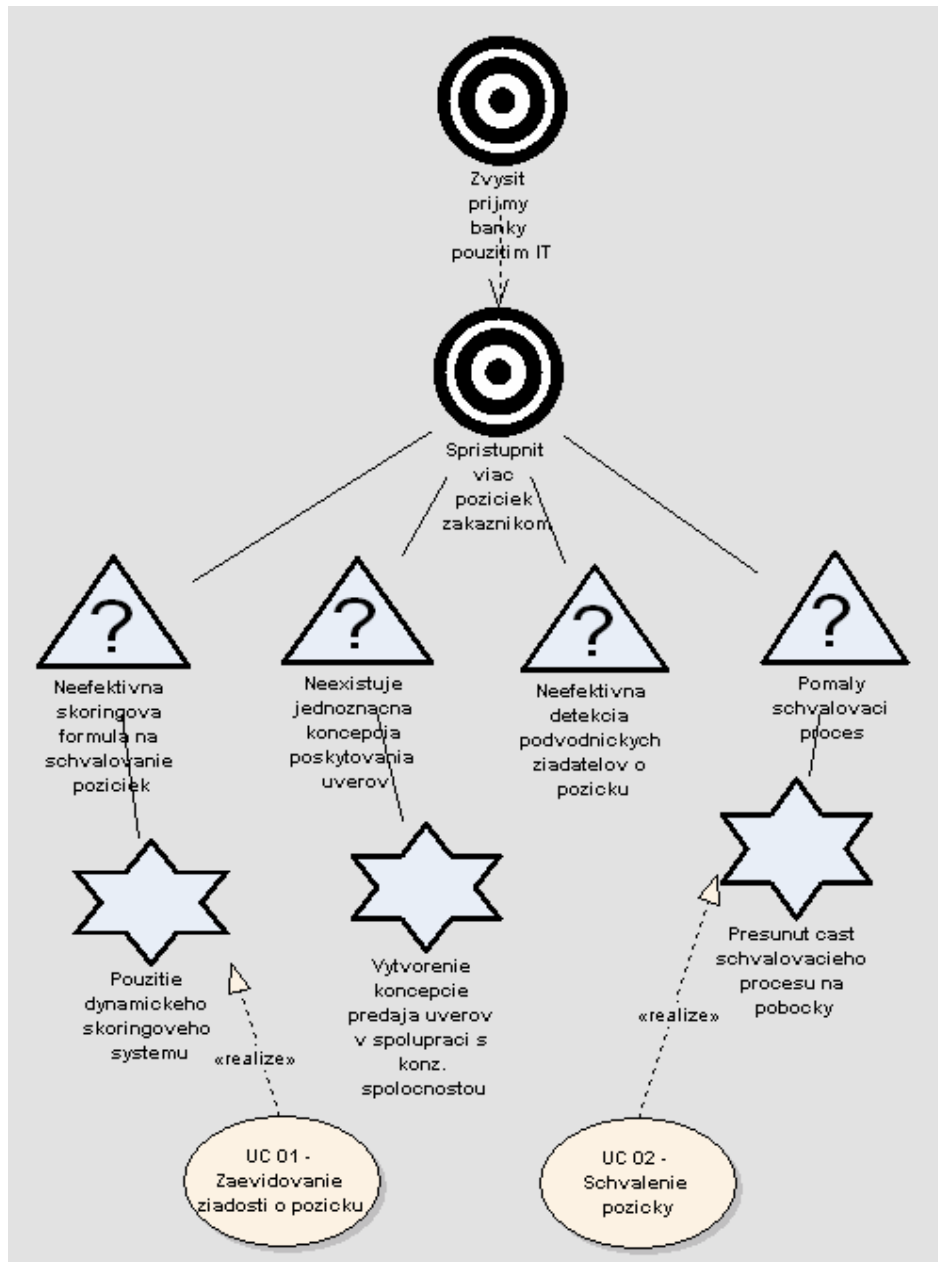 Zvysit
prijmy
banky
pouzitim IT
Spristupnit
viac
poziciek
zakaznikom
?
?
?
?
Neefektivna
skoringova
formula na
schvalovanie
poziciek
Neexistuje
jednoznacna
koncepcia
poskytovania
uverov
Neefektivna
detekcia
podvodnickych
ziadatelov o
pozicku
Pomaly
schvalovaci
proces
Pouzitie
dynamickeho
skoringoveho
systemu
Vytvorenie
koncepcie
predaja uverov
v spolupraci s
konz.
spolocnostou
Presunut cast
schvalovacieho
procesu na
pobocky
«realize»
«realize»
UC 01 -
Zaevidovanie
ziadosti o pozicku
UC 02 -
Schvalenie
pozicky